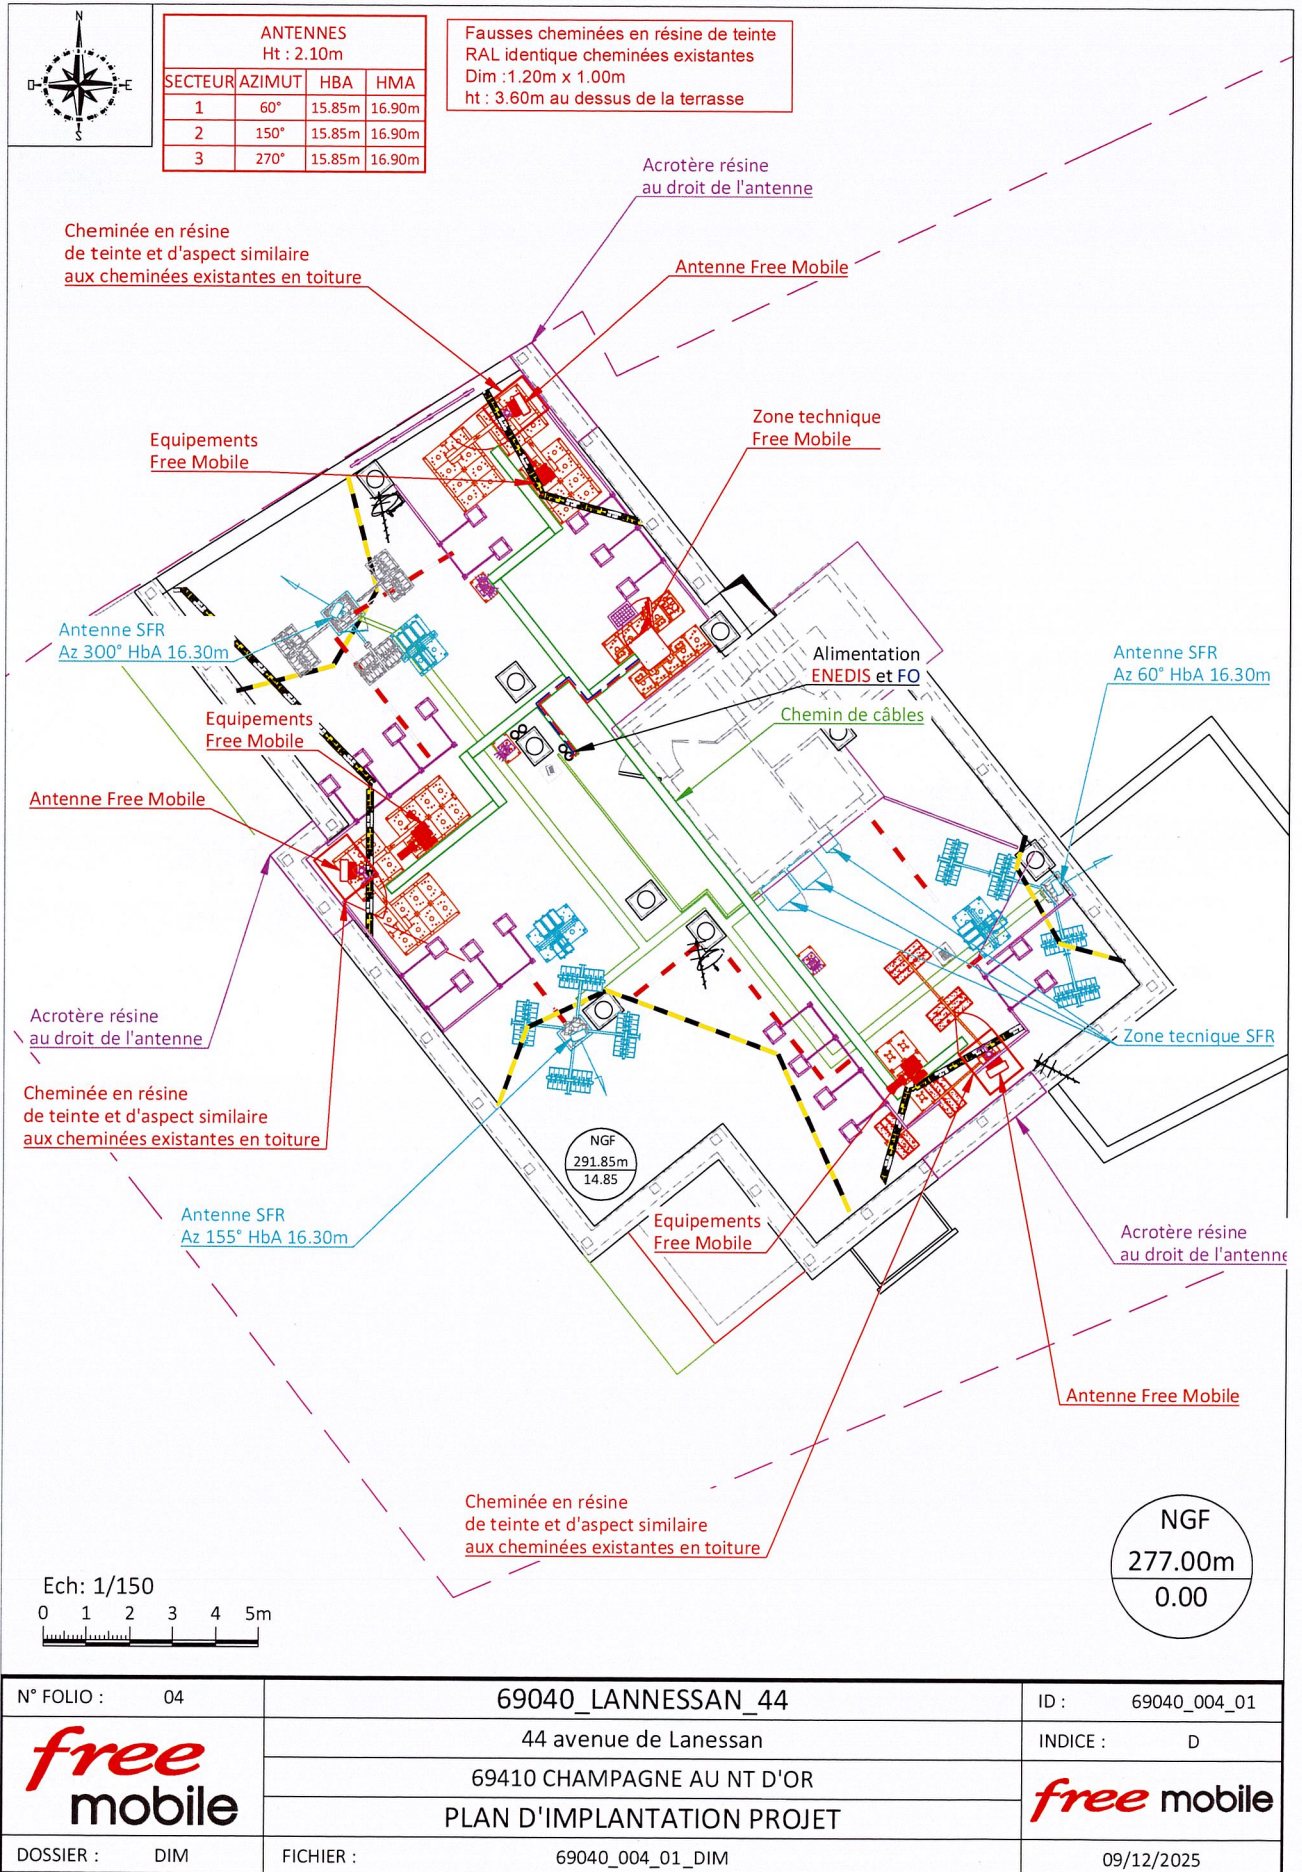 N
O
E
S
ANTENNES
Ht : 2.10m
SECTEUR AZIMUT HBA HMA
1 60° 15.85m 16.90m
2 150° 15.85m 16.90m
3 270° 15.85m 16.90m
Fausses cheminées en résine de teinte
RAL identique cheminées existantes
Dim :1.20m x 1.00m
ht : 3.60m au dessus de la terrasse
Acrotère résine
au droit de l'antenne
Cheminée en résine
de teinte et d'aspect similaire
aux cheminées existantes en toiture
Antenne Free Mobile
Equipements
Free Mobile
Zone technique
Free Mobile
Antenne SFR
Az 300° HbA 16.30m
Alimentation
ENEDIS et FO
Antenne SFR
Az 60° HbA 16.30m
Equipements
Free Mobile
Chemin de câbles
Antenne Free Mobile
Acrotère résine
au droit de l'antenne
Zone tecnique SFR
Cheminée en résine
de teinte et d'aspect similaire
aux cheminées existantes en toiture
NGF
291.85m
14.85
Antenne SFR
Az 155° HbA 16.30m
Equipements
Free Mobile
Acrotère résine
au droit de l'antenne
Antenne Free Mobile
Cheminée en résine
de teinte et d'aspect similaire
aux cheminées existantes en toiture
NGF
277.00m
0.00
Ech: 1/150
0 1 2 3 4 5m
N° FOLIO : 04
69040_LANNESSAN_44
ID : 69040_004_01
free
mobile
44 avenue de Lanessan
INDICE : D
69410 CHAMPAGNE AU NT D'OR
free mobile
PLAN D'IMPLANTATION PROJET
DOSSIER : DIM
FICHIER : 69040_004_01_DIM
09/12/2025